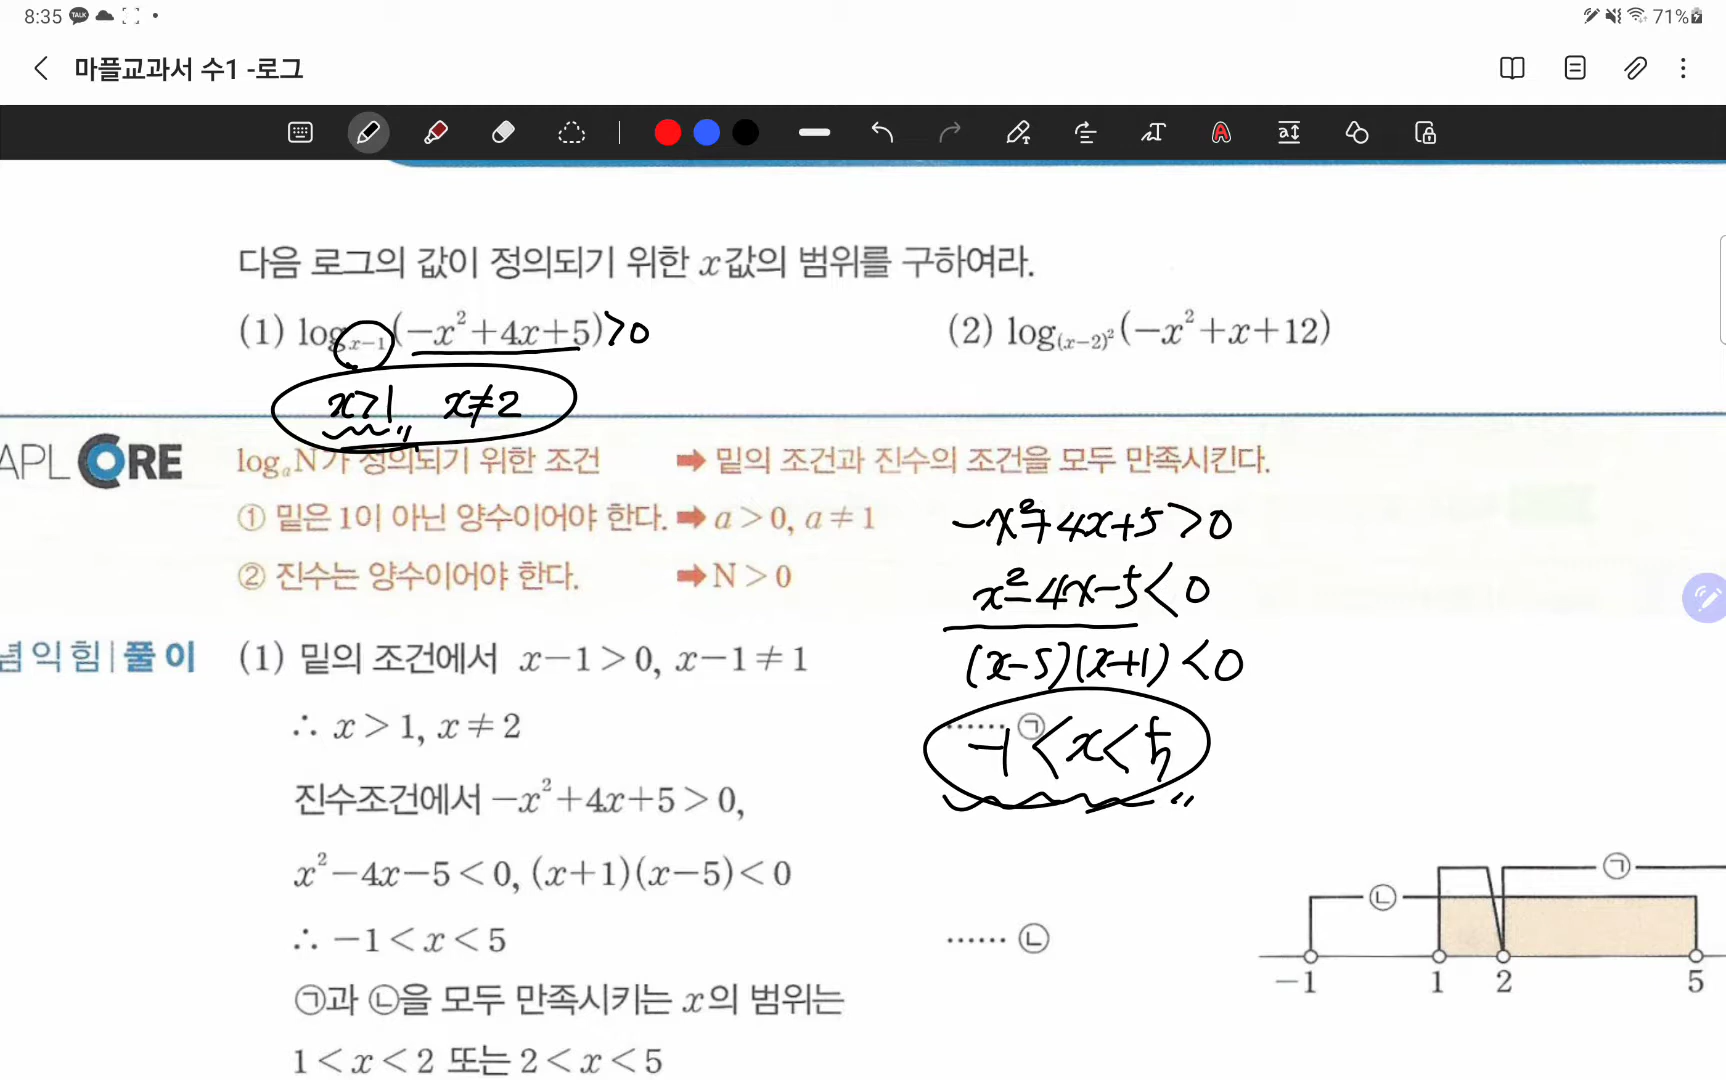 8:35 TALK 71%
마플교과서 수1 -로그
다음 로그의 값이 정의되기 위한 x값의 범위를 구하여라.
(1) log_{x-1}(-x²+4x+5)>0
(2) log_{(x-2)²}(-x²+x+12)
x>1 x≠2
APL CORE
log_a N가 정의되기 위한 조건 ➡ 밑의 조건과 진수의 조건을 모두 만족시킨다.
① 밑은 1이 아닌 양수이어야 한다. ➡ a>0, a≠1
② 진수는 양수이어야 한다. ➡ N>0
-x²+4x+5>0
x²-4x-5<0
(x-5)(x+1)<0
-1<x<5
념익힘|풀이 (1) 밑의 조건에서 x-1>0, x-1≠1
∴ x>1, x≠2 …… ㉠
진수조건에서 -x²+4x+5>0,
x²-4x-5<0, (x+1)(x-5)<0
∴ -1<x<5 …… ㉡
㉠과 ㉡을 모두 만족시키는 x의 범위는
1<x<2 또는 2<x<5
㉠
㉡
-1 1 2 5